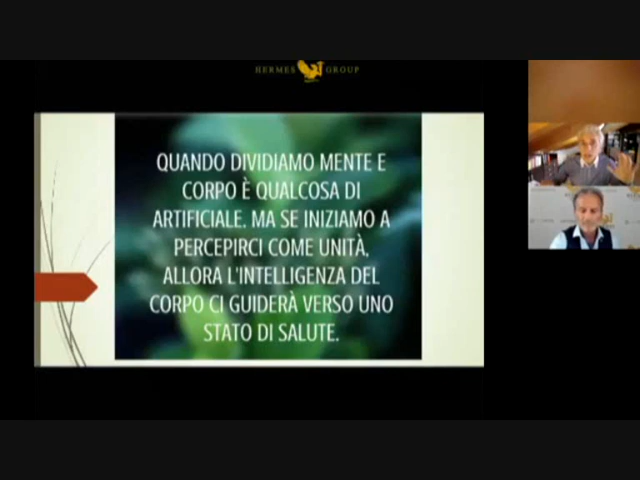 HERMES GROUP
QUANDO DIVIDIAMO MENTE E
CORPO È QUALCOSA DI
ARTIFICIALE. MA SE INIZIAMO A
PERCEPIRCI COME UNITÀ,
ALLORA L'INTELLIGENZA DEL
CORPO CI GUIDERÀ VERSO UNO
STATO DI SALUTE.